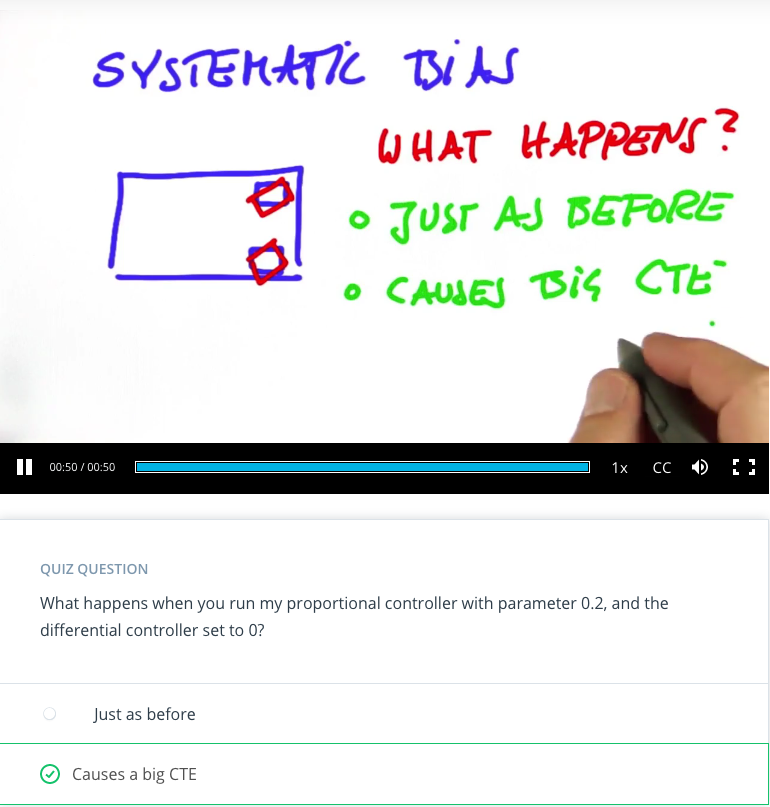 SYSTEMATIC BIAS
WHAT HAPPENS?
JUST AS BEFORE
CAUSES BIG CTE
00:50 / 00:50
1x
CC
QUIZ QUESTION
What happens when you run my proportional controller with parameter 0.2, and the
differential controller set to 0?
Just as before
Causes a big CTE